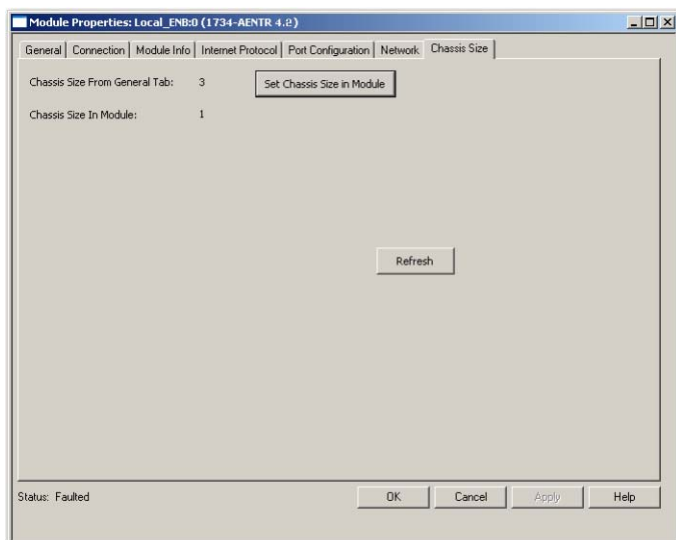 Module Properties: Local_ENB:0 (1734-AENTR 4.2)
General Connection Module Info Internet Protocol Port Configuration Network Chassis Size
Chassis Size From General Tab: 3 Set Chassis Size in Module
Chassis Size In Module: 1
Refresh
Status: Faulted OK Cancel Apply Help